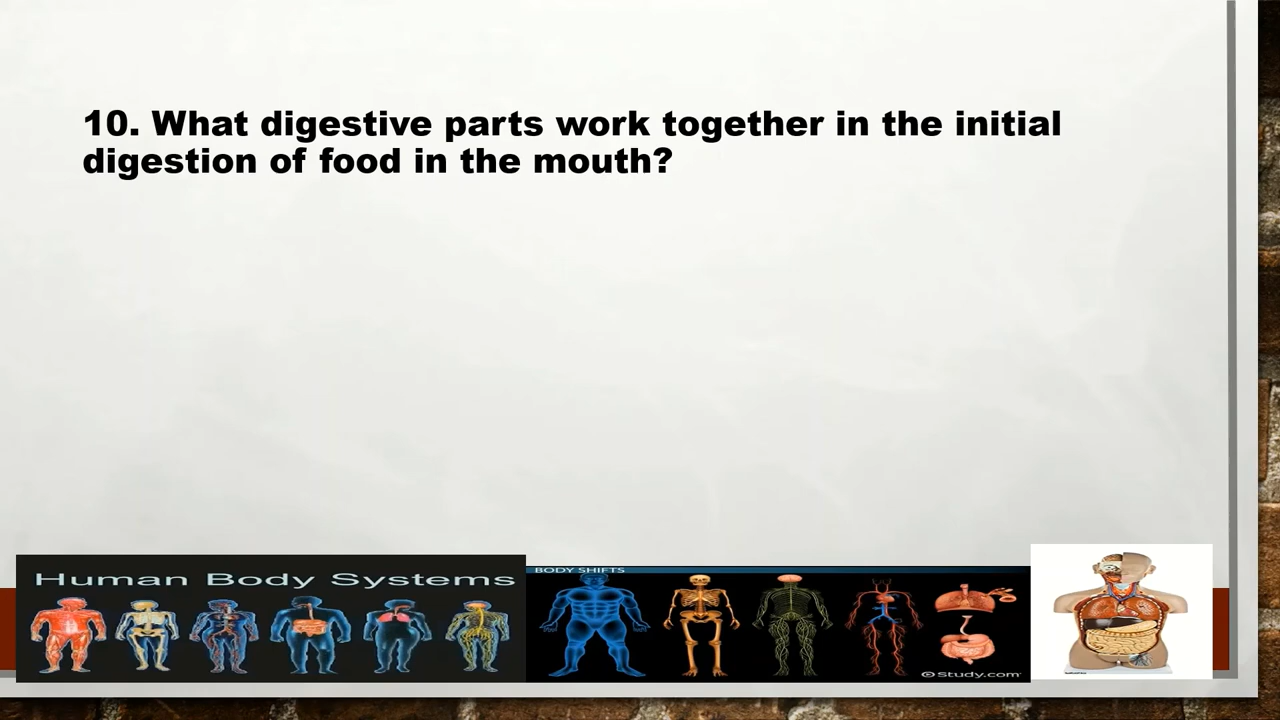 10. What digestive parts work together in the initial
digestion of food in the mouth?
Human Body Systems
BODY SHIFTS
©Study.com